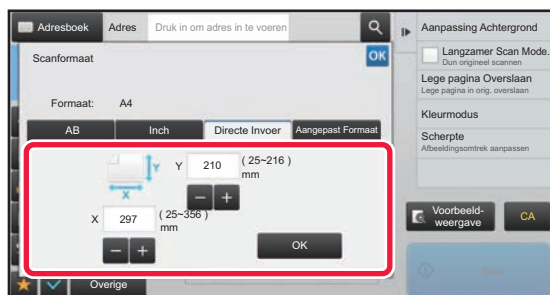 Adresboek Adres Druk in om adres in te voeren
Scanformaat OK
Formaat: A4
AB Inch Directe Invoer Aangepast Formaat
Y Y 210 ( 25~216 )
mm
X
X 297 ( 25~356 )
mm
OK
Overige
Aanpassing Achtergrond
Langzamer Scan Mode.
Dun origineel scannen
Lege pagina Overslaan
Lege pagina in orig. overslaan
Kleurmodus
Scherpte
Afbeeldingsomtrek aanpassen
Voorbeeld-
weergave CA